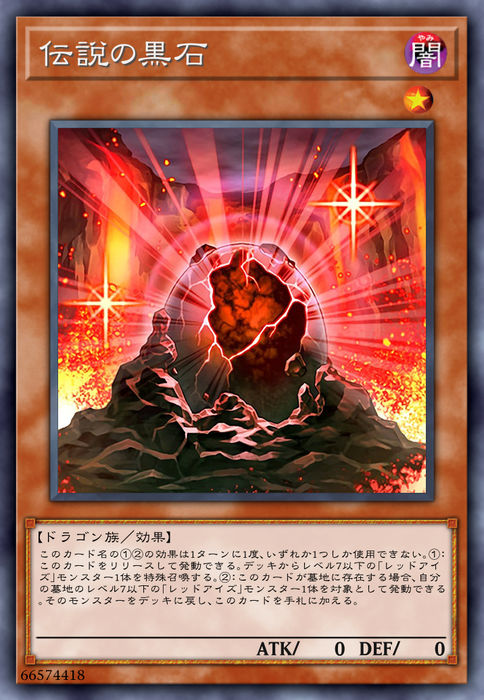 伝説の黒石
やみ
闇
【ドラゴン族／効果】
このカード名の①②の効果は1ターンに1度、いずれか1つしか使用できない。①：
このカードをリリースして発動できる。デッキからレベル7以下の「レッドアイ
ズ」モンスター1体を特殊召喚する。②：このカードが墓地に存在する場合、自分
の墓地のレベル7以下の「レッドアイズ」モンスター1体を対象として発動できる
。そのモンスターをデッキに戻し、このカードを手札に加える。
ATK/ 0 DEF/ 0
66574418